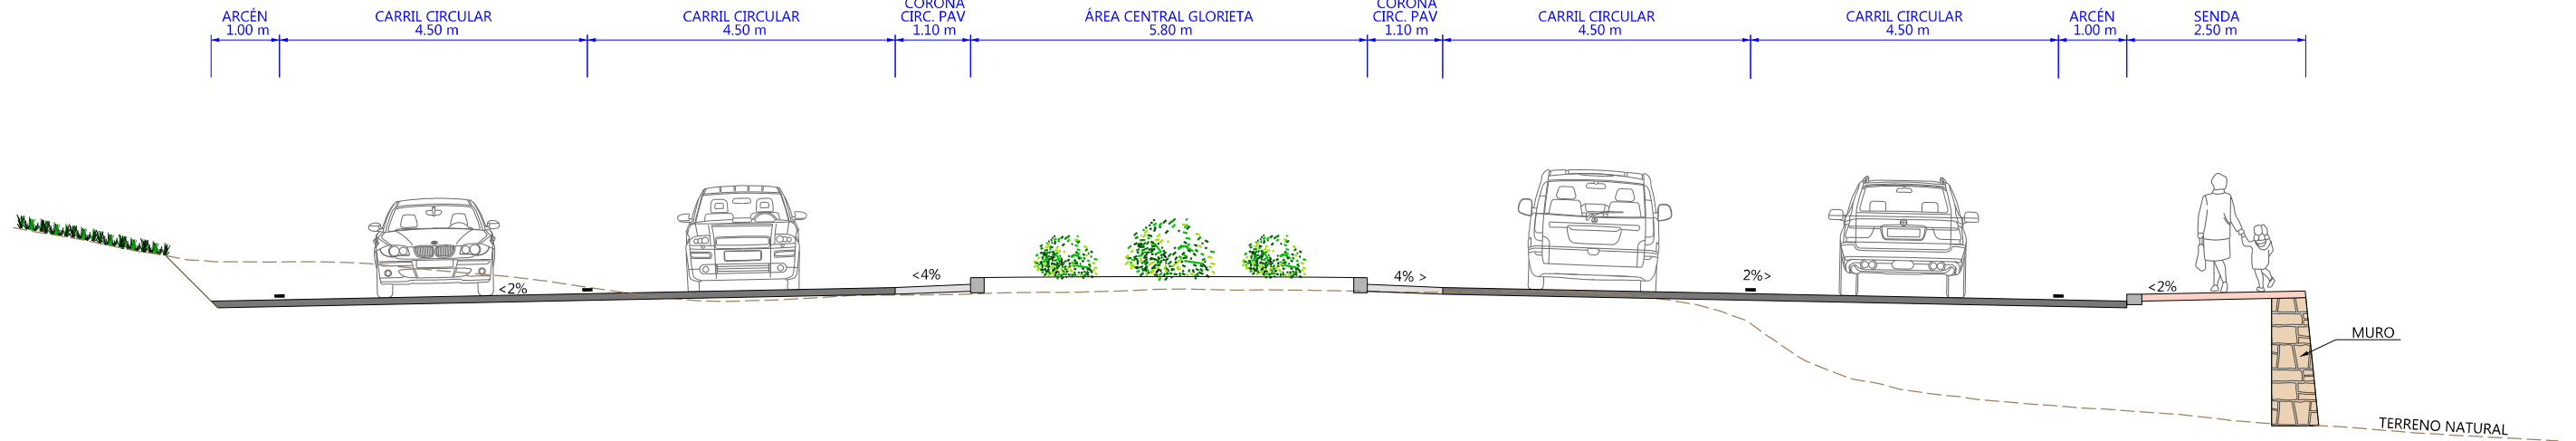 ARCÉN
1.00 m
CARRIL CIRCULAR
4.50 m
CARRIL CIRCULAR
4.50 m
CORONA
CIRC. PAV
1.10 m
ÁREA CENTRAL GLORIETA
5.80 m
CORONA
CIRC. PAV
1.10 m
CARRIL CIRCULAR
4.50 m
CARRIL CIRCULAR
4.50 m
ARCÉN
1.00 m
SENDA
2.50 m
<2%
<4%
4% >
2%>
<2%
MURO
TERRENO NATURAL